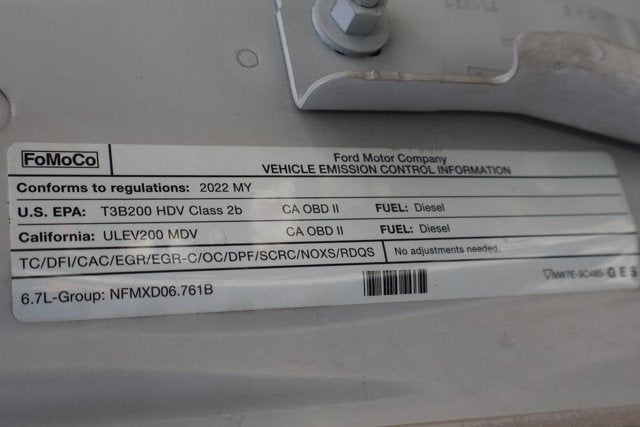 FoMoCo
Ford Motor Company
VEHICLE EMISSION CONTROL INFORMATION
Conforms to regulations: 2022 MY
U.S. EPA: T3B200 HDV Class 2b CA OBD II FUEL: Diesel
California: ULEV200 MDV CA OBD II FUEL: Diesel
TC/DFI/CAC/EGR/EGR-C/OC/DPF/SCRC/NOXS/RDQS No adjustments needed.
6.7L-Group: NFMXD06.761B
GES